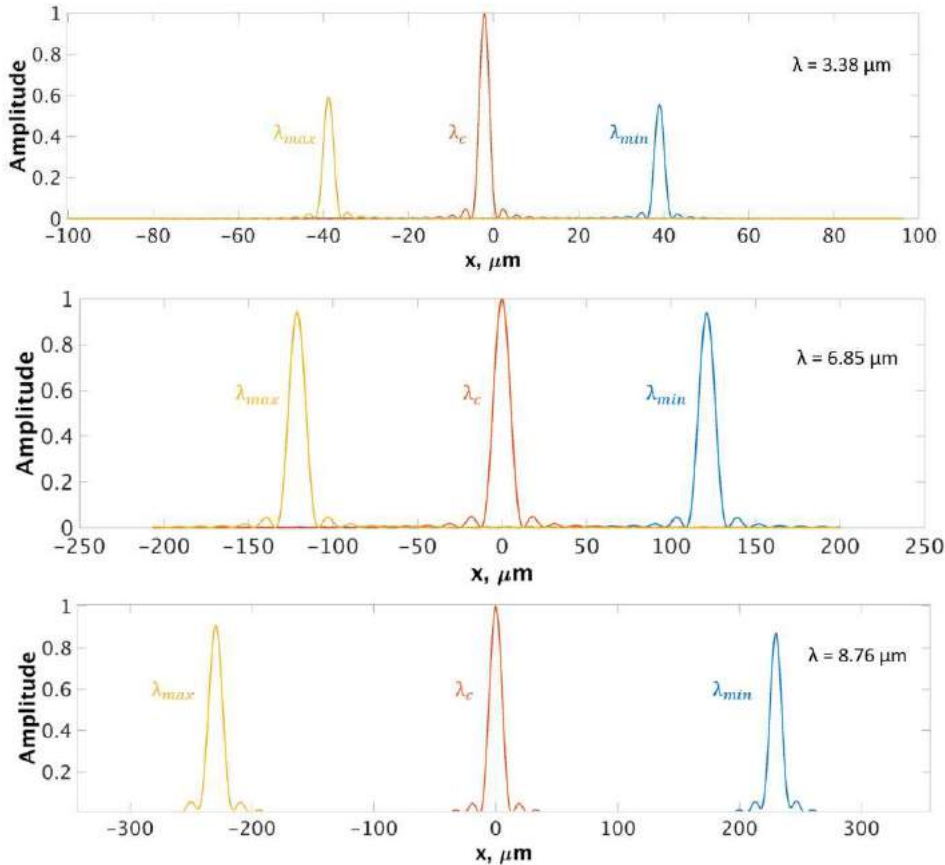 1
0.8
0.6
0.4
0.2
0
Amplitude
λ = 3.38 μm
λmax
λc
λmin
−100 −80 −60 −40 −20 0 20 40 60 80 100
x, μm
1
0.8
0.6
0.4
0.2
0
Amplitude
λ = 6.85 μm
λmax
λc
λmin
−250 −200 −150 −100 −50 0 50 100 150 200 250
x, μm
1
0.8
0.6
0.4
0.2
Amplitude
λ = 8.76 μm
λmax
λc
λmin
−300 −200 −100 0 100 200 300
x, μm